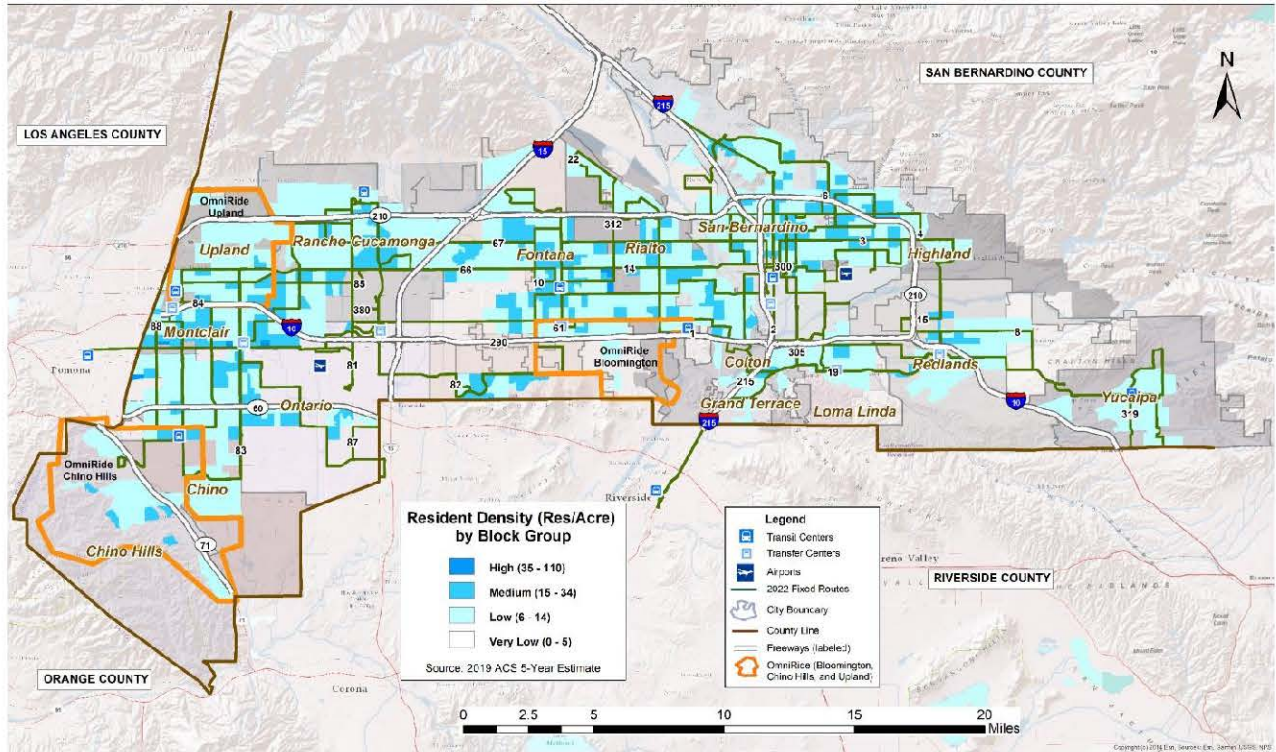 SAN BERNARDINO COUNTY
N
LOS ANGELES COUNTY
215
15
22
OmniRide
Upland
210
6
312
San Bernardino
Upland
Rancho Cucamonga
67
Fontana
Rialto
3
4
Highland
66
14
300
85
10
210
84
380
88
Montclair
10
61
1
2
15
8
290
OmniRide
Bloomington
Colton
305
Redlands
Pomona
81
82
215
19
Grand Terrace
Loma Linda
10
Yucaipa
319
60
Ontario
215
87
83
OmniRide
Chino Hills
Chino
Riverside
71
Chino Hills
Resident Density (Res/Acre)
by Block Group
High (35 - 110)
Medium (15 - 34)
Low (6 - 14)
Very Low (0 - 5)
Source: 2019 ACS 5-Year Estimate
Legend
Transit Centers
Transfer Centers
Airports
2022 Fixed Routes
City Boundary
County Line
Freeways (labeled)
OmniRice (Bloomington,
Chino Hills, and Upland)
RIVERSIDE COUNTY
ORANGE COUNTY
Corona
0 2.5 5 10 15 20
Miles